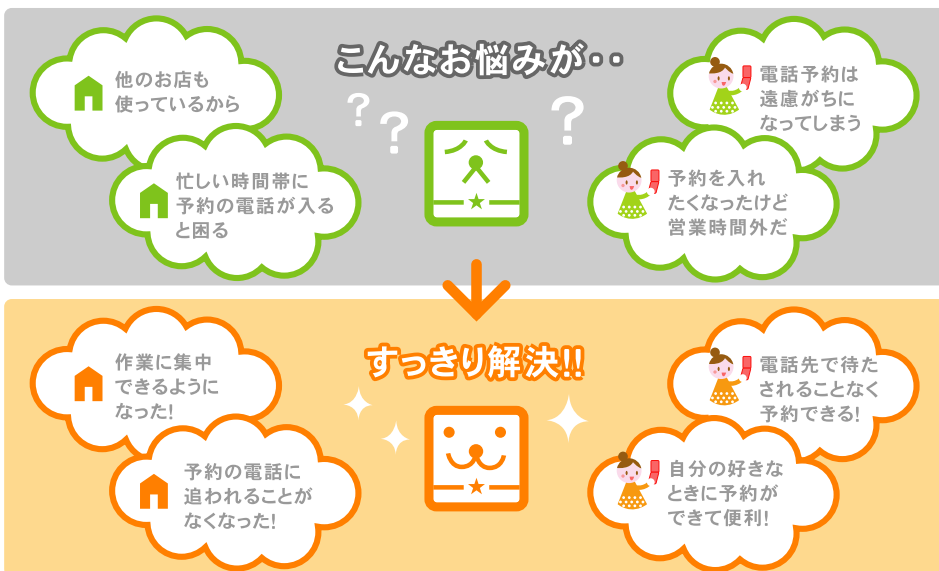 こんなお悩みが・・
他のお店も
使っているから
忙しい時間帯に
予約の電話が入る
と困る
電話予約は
遠慮がちに
なってしまう
予約を入れ
たくなったけど
営業時間外だ
?
?
?
すっきり解決!!
作業に集中
できるように
なった!
予約の電話に
追われることが
なくなった!
電話先で待た
されることなく
予約できる!
自分の好きな
ときに予約が
できて便利!